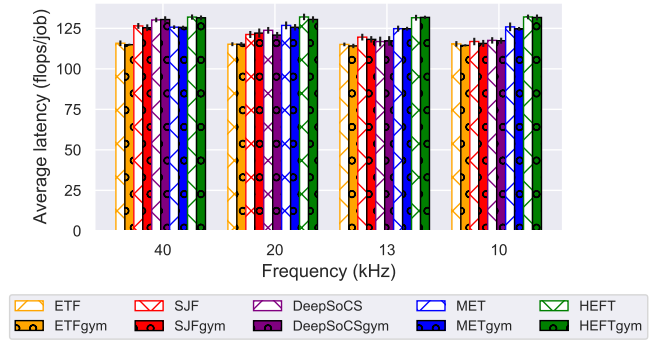 Average latency (flops/job)
125
100
75
50
25
0
40 20 13 10
Frequency (kHz)
ETF SJF DeepSoCS MET HEFT
ETFgym SJFgym DeepSoCSgym METgym HEFTgym